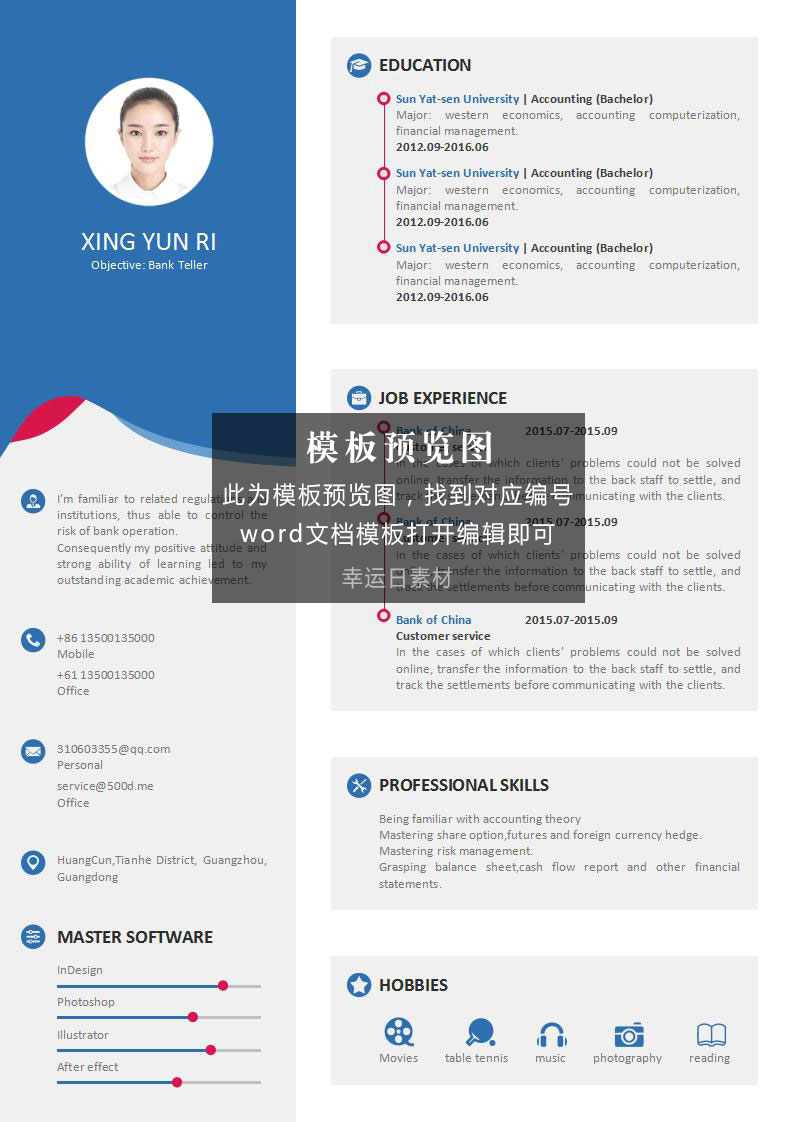 XING YUN RI
Objective: Bank Teller
I'm familiar to related regulations and
institutions, thus able to control the
risk of bank operation.
Consequently my positive attitude and
strong ability of learning led to my
outstanding academic achievement.
+86 13500135000
Mobile
+61 13500135000
Office
310603355@qq.com
Personal
service@500d.me
Office
HuangCun,Tianhe District, Guangzhou,
Guangdong
MASTER SOFTWARE
InDesign
Photoshop
Illustrator
After effect
EDUCATION
Sun Yat-sen University | Accounting (Bachelor)
Major: western economics, accounting computerization,
financial management.
2012.09-2016.06
Sun Yat-sen University | Accounting (Bachelor)
Major: western economics, accounting computerization,
financial management.
2012.09-2016.06
Sun Yat-sen University | Accounting (Bachelor)
Major: western economics, accounting computerization,
financial management.
2012.09-2016.06
JOB EXPERIENCE
Bank of China 2015.07-2015.09
Customer service
In the cases of which clients' problems could not be solved
online, transfer the information to the back staff to settle, and
track the settlements before communicating with the clients.
Bank of China 2015.07-2015.09
Customer service
In the cases of which clients' problems could not be solved
online, transfer the information to the back staff to settle, and
track the settlements before communicating with the clients.
Bank of China 2015.07-2015.09
Customer service
In the cases of which clients' problems could not be solved
online, transfer the information to the back staff to settle, and
track the settlements before communicating with the clients.
模板预览图
此为模板预览图，找到对应编号
word文档模板打开编辑即可
幸运日素材
PROFESSIONAL SKILLS
Being familiar with accounting theory
Mastering share option,futures and foreign currency hedge.
Mastering risk management.
Grasping balance sheet,cash flow report and other financial
statements.
HOBBIES
Movies table tennis music photography reading